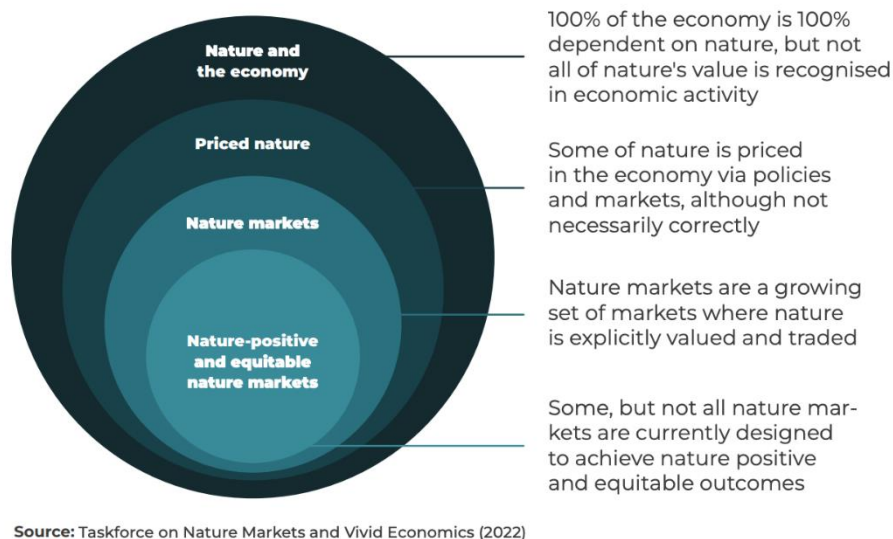 Nature and
the economy
100% of the economy is 100%
dependent on nature, but not
all of nature's value is recognised
in economic activity
Priced nature
Some of nature is priced
in the economy via policies
and markets, although not
necessarily correctly
Nature markets
Nature markets are a growing
set of markets where nature
is explicitly valued and traded
Nature-positive
and equitable
nature markets
Some, but not all nature mar-
kets are currently designed
to achieve nature positive
and equitable outcomes
Source: Taskforce on Nature Markets and Vivid Economics (2022)